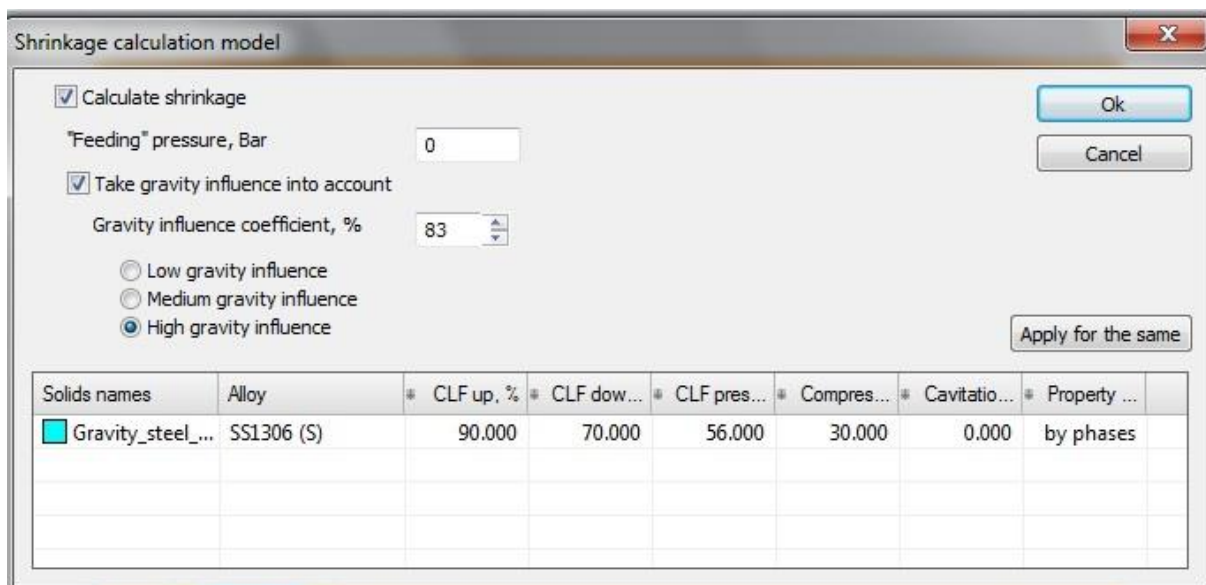 Shrinkage calculation model
Calculate shrinkage
Ok
"Feeding" pressure, Bar 0
Cancel
Take gravity influence into account
Gravity influence coefficient, % 83
Low gravity influence
Medium gravity influence
High gravity influence
Apply for the same
Solids names Alloy CLF up, % CLF dow... CLF pres... Compres... Cavitatio... Property ...
Gravity_steel_... SS1306 (S) 90.000 70.000 56.000 30.000 0.000 by phases